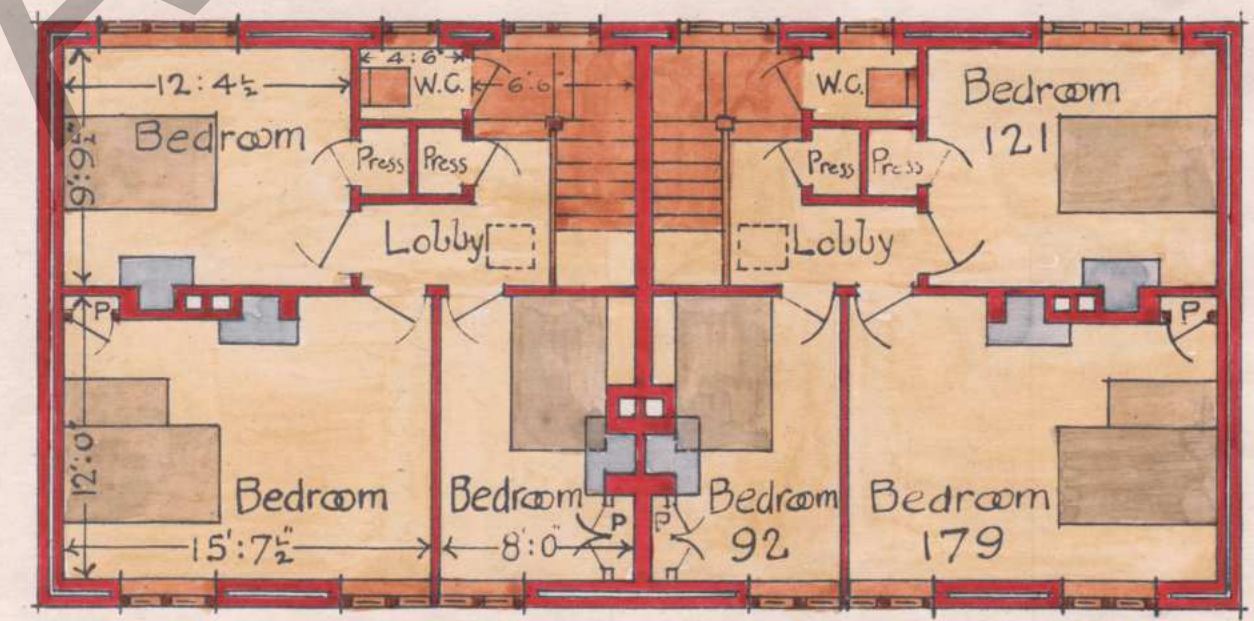 4':6"
12':4½"
W.C.
6':6"
Bedroom
9':9½"
Press
Press
Lobby
12':0"
P
Bedroom
15':7½"
Bedroom
8':0"
P
W.C.
Bedroom
121
Press
Press
Lobby
P
P
Bedroom
92
Bedroom
179